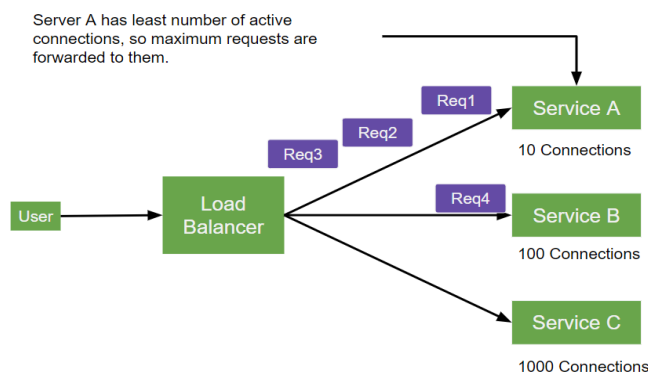 Server A has least number of active
connections, so maximum requests are
forwarded to them.
Req1
Req2
Req3
Service A
10 Connections
User
Load
Balancer
Req4
Service B
100 Connections
Service C
1000 Connections